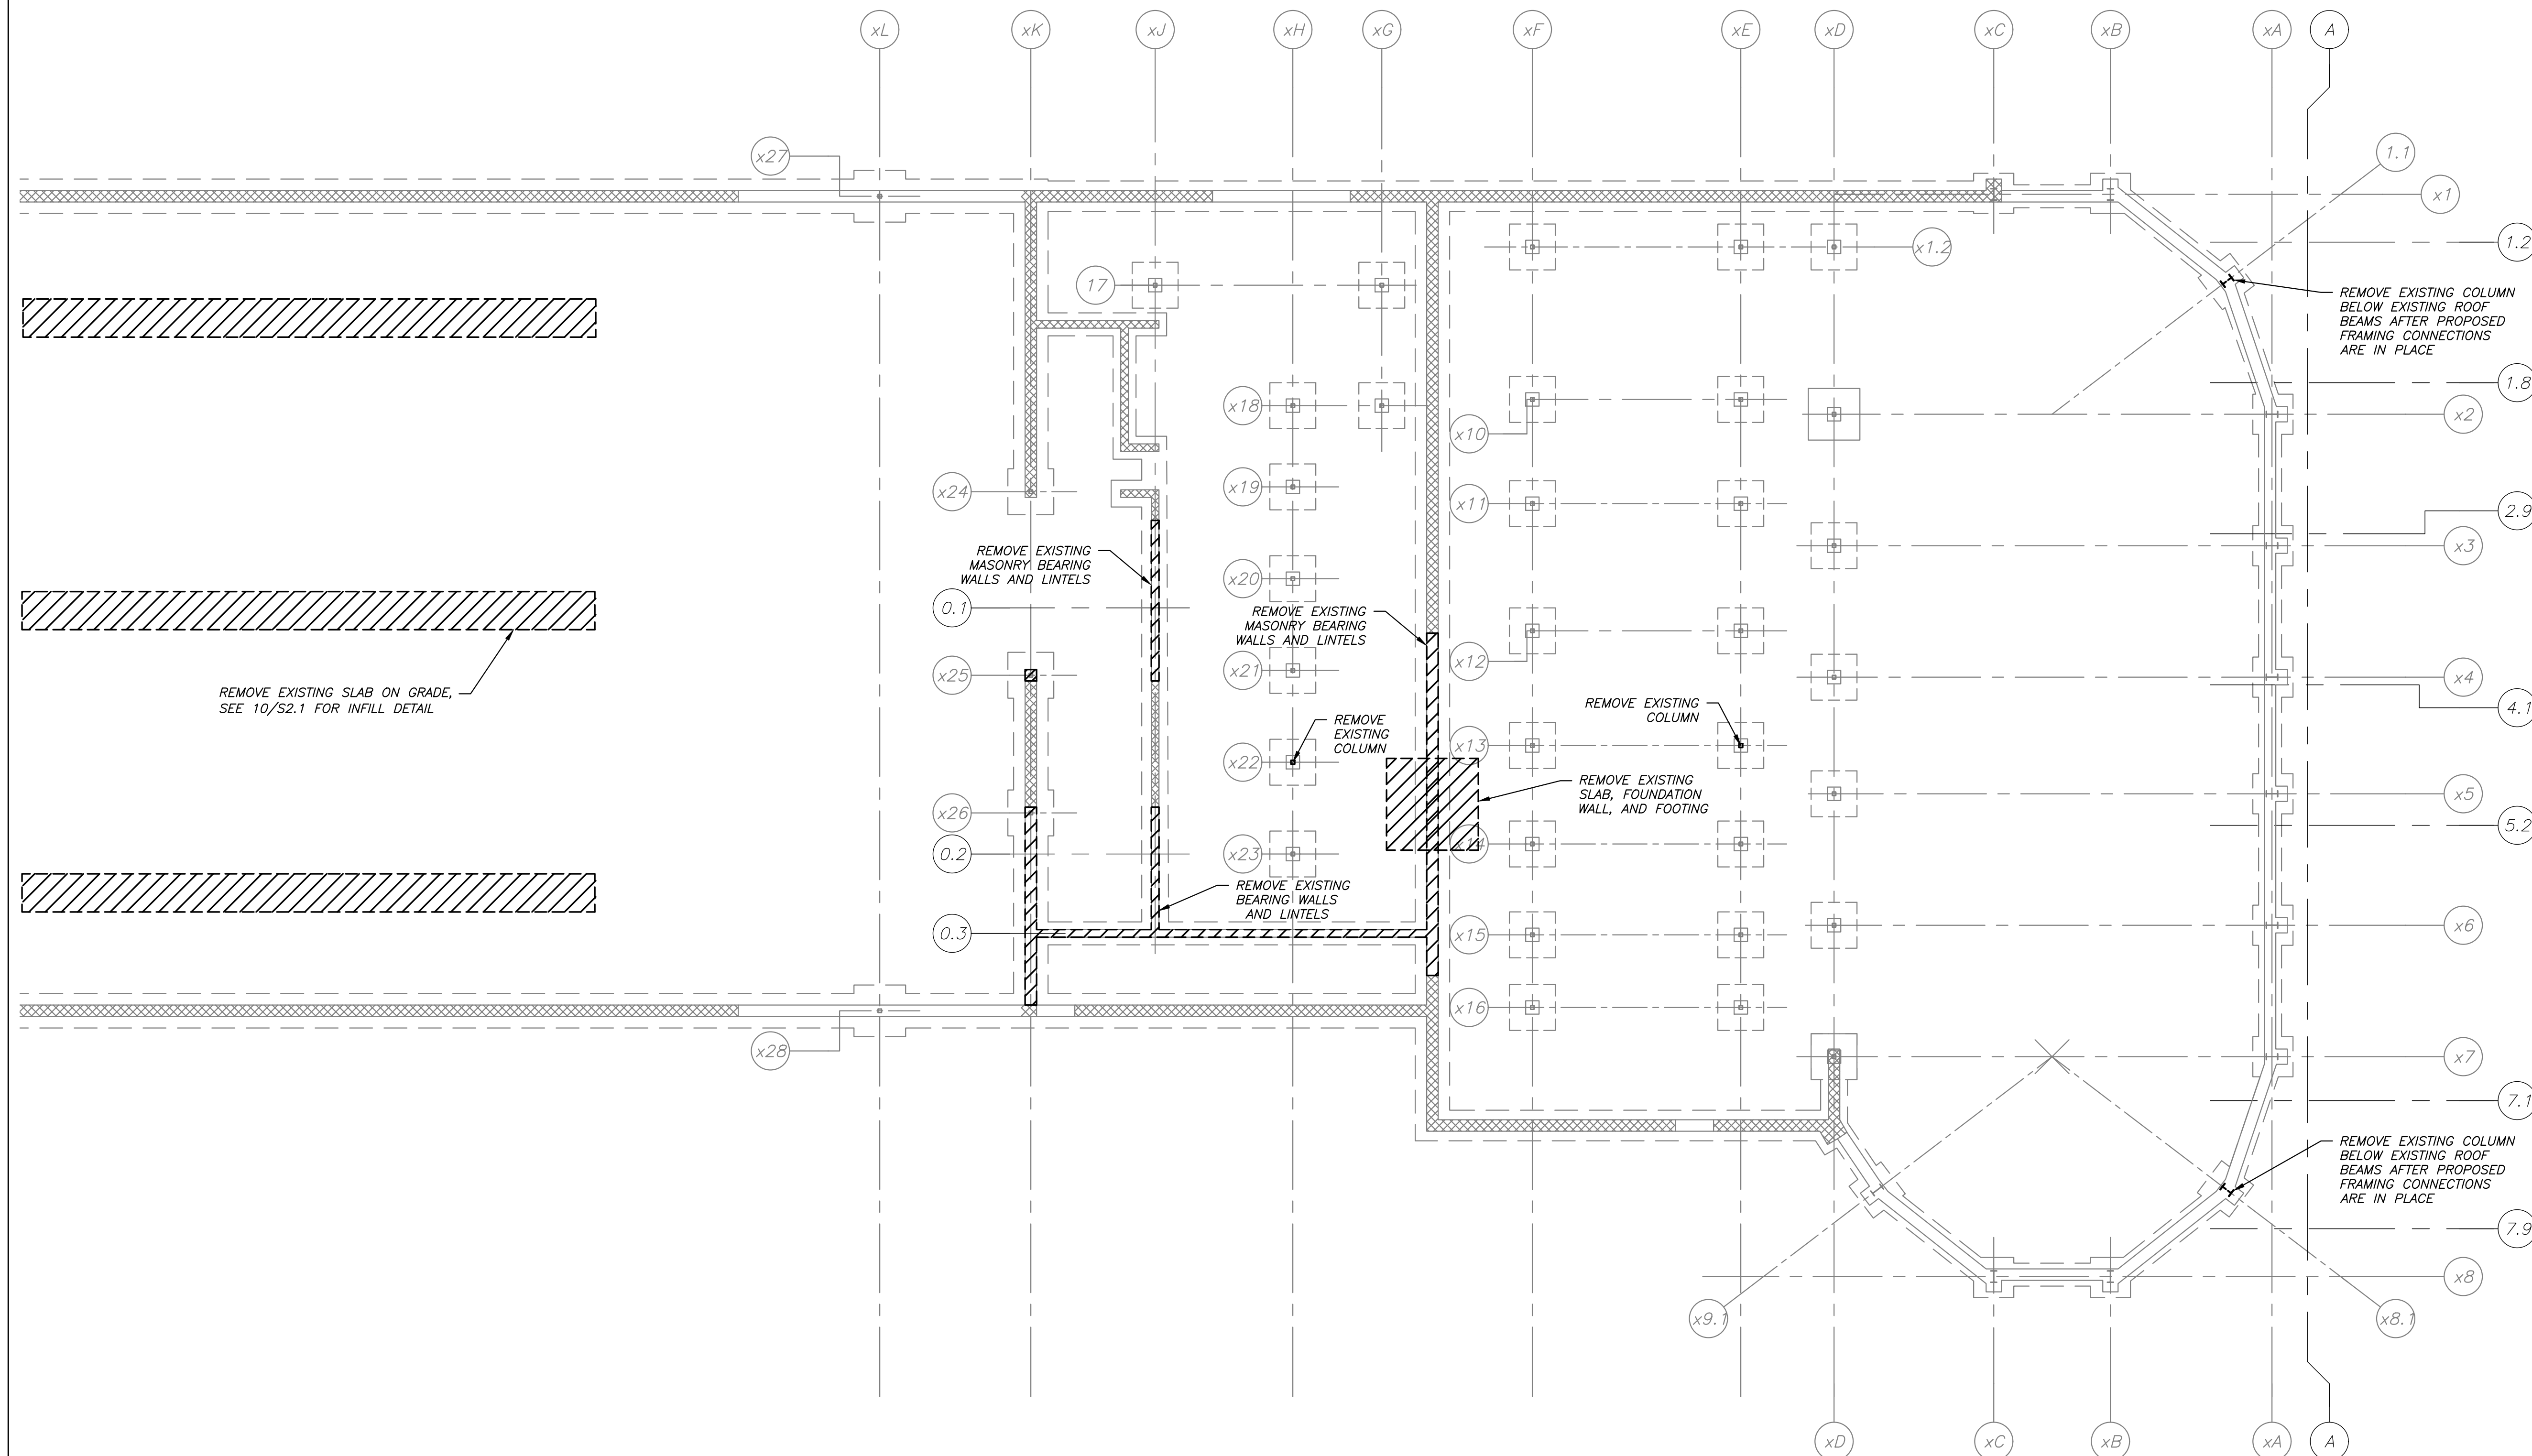 xL
xK
xJ
xH
xG
xF
xE
xD
xC
xB
xA
A
x27
1.1
x1
1.2
x1.2
17
REMOVE EXISTING COLUMN
BELOW EXISTING ROOF
BEAMS AFTER PROPOSED
FRAMING CONNECTIONS
ARE IN PLACE
1.8
x18
x2
x10
x24
x19
x11
2.9
x3
REMOVE EXISTING
MASONRY BEARING
WALLS AND LINTELS
x20
0.1
REMOVE EXISTING
MASONRY BEARING
WALLS AND LINTELS
x12
x25
x21
x4
REMOVE EXISTING SLAB ON GRADE,
SEE 10/S2.1 FOR INFILL DETAIL
REMOVE EXISTING
COLUMN
4.1
REMOVE
EXISTING
COLUMN
x13
x22
REMOVE EXISTING
SLAB, FOUNDATION
WALL, AND FOOTING
x5
x26
5.2
x14
0.2
x23
REMOVE EXISTING
BEARING WALLS
AND LINTELS
0.3
x15
x6
x16
x28
x7
7.1
REMOVE EXISTING COLUMN
BELOW EXISTING ROOF
BEAMS AFTER PROPOSED
FRAMING CONNECTIONS
ARE IN PLACE
7.9
x8
x9.1
x8.1
xD
xC
xB
xA
A